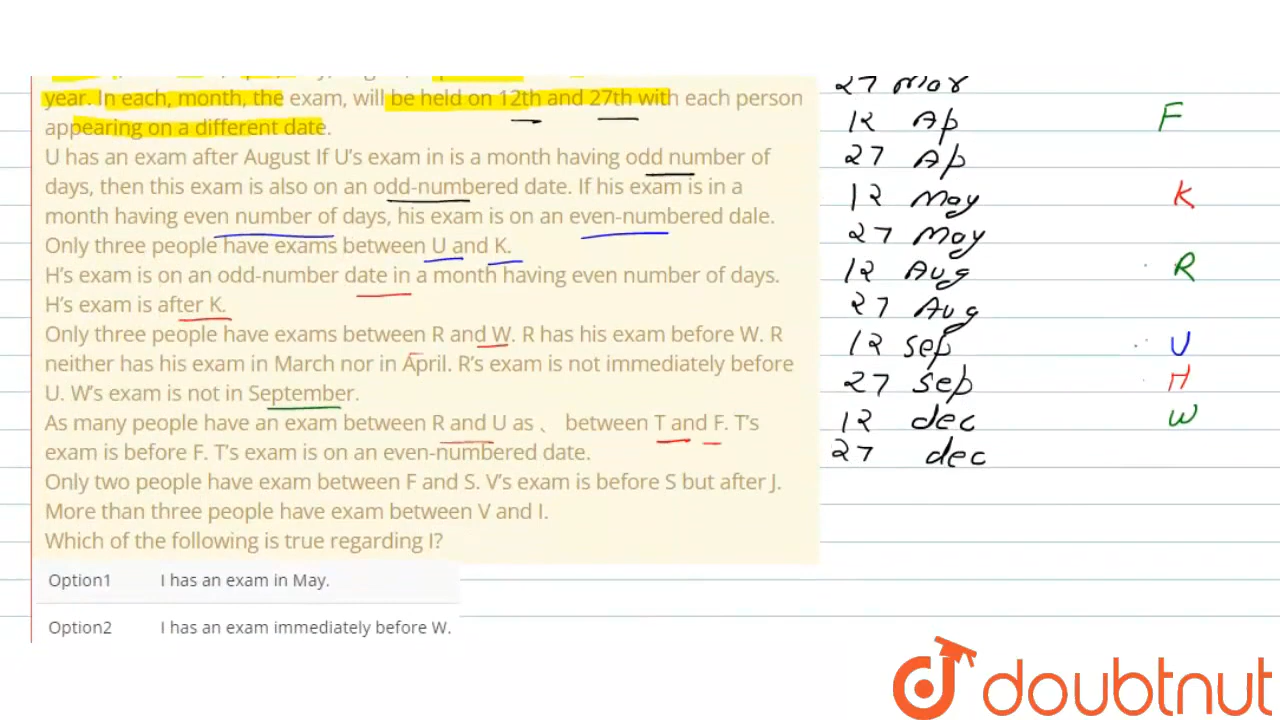 year. In each, month, the exam, will be held on 12th and 27th with each person
appearing on a different date.
U has an exam after August If U's exam in is a month having odd number of
days, then this exam is also on an odd-numbered date. If his exam is in a
month having even number of days, his exam is on an even-numbered dale.
Only three people have exams between U and K.
H's exam is on an odd-number date in a month having even number of days.
H's exam is after K.
Only three people have exams between R and W. R has his exam before W. R
neither has his exam in March nor in April. R's exam is not immediately before
U. W's exam is not in September.
As many people have an exam between R and U as 、 between T and F. T's
exam is before F. T's exam is on an even-numbered date.
Only two people have exam between F and S. V's exam is before S but after J.
More than three people have exam between V and I.
Which of the following is true regarding I?
Option1 I has an exam in May.
Option2 I has an exam immediately before W.
27 Mar
12 Ap F
27 Ap
12 May K
27 May
12 Aug R
27 Aug
12 sep U
27 sep H
12 dec W
27 dec
doubtnut